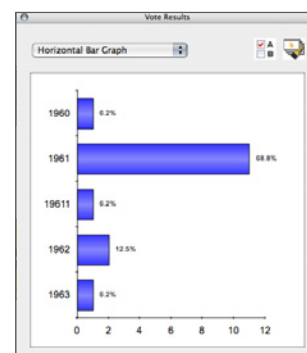 Vote Results
Horizontal Bar Graph
A
B
1960 6.2%
1961 68.8%
19611 6.2%
1962 12.5%
1963 6.2%
0 2 4 6 8 10 12